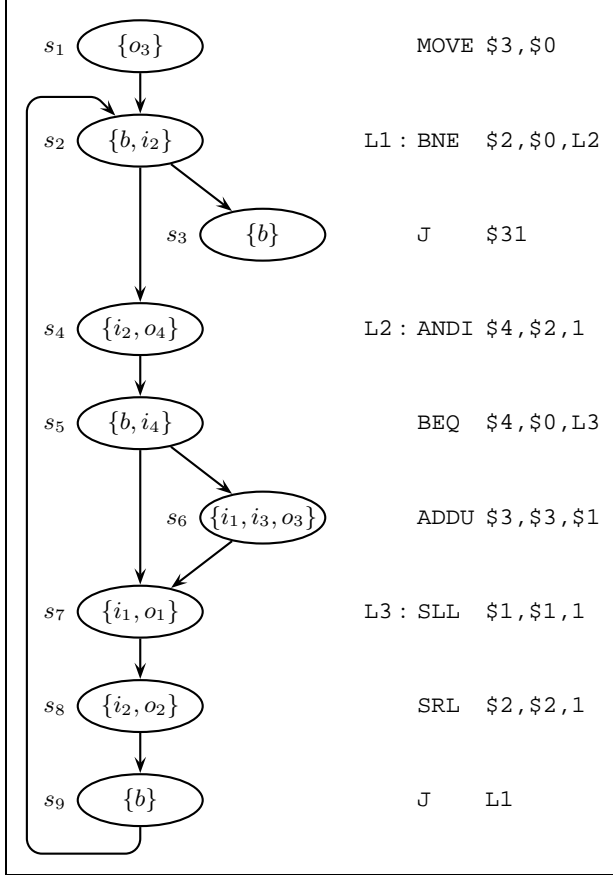 s₁ {o₃} MOVE $3,$0
s₂ {b, i₂} L1 : BNE $2,$0,L2
s₃ {b} J $31
s₄ {i₂, o₄} L2 : ANDI $4,$2,1
s₅ {b, i₄} BEQ $4,$0,L3
s₆ {i₁, i₃, o₃} ADDU $3,$3,$1
s₇ {i₁, o₁} L3 : SLL $1,$1,1
s₈ {i₂, o₂} SRL $2,$2,1
s₉ {b} J L1